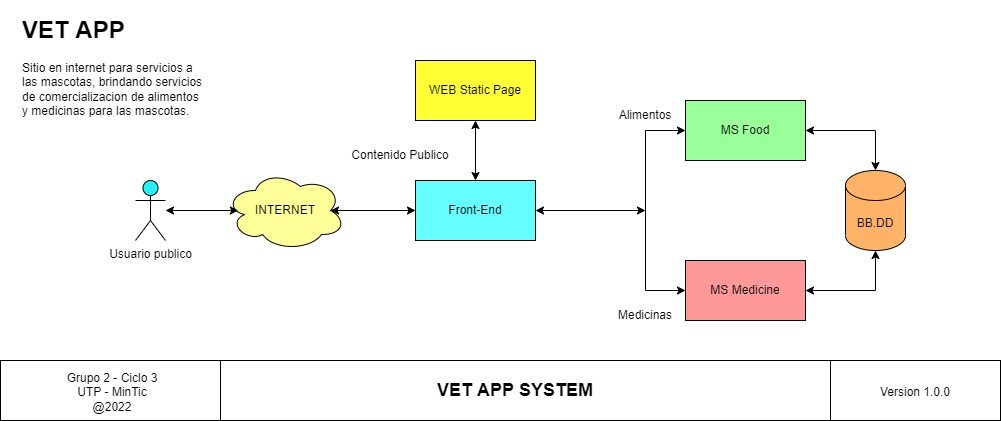 VET APP
Sitio en internet para servicios a
las mascotas, brindando servicios
de comercializacion de alimentos
y medicinas para las mascotas.
WEB Static Page
Alimentos
MS Food
Contenido Publico
INTERNET
Front-End
BB.DD
Usuario publico
MS Medicine
Medicinas
Grupo 2 - Ciclo 3
UTP - MinTic
@2022
VET APP SYSTEM
Version 1.0.0